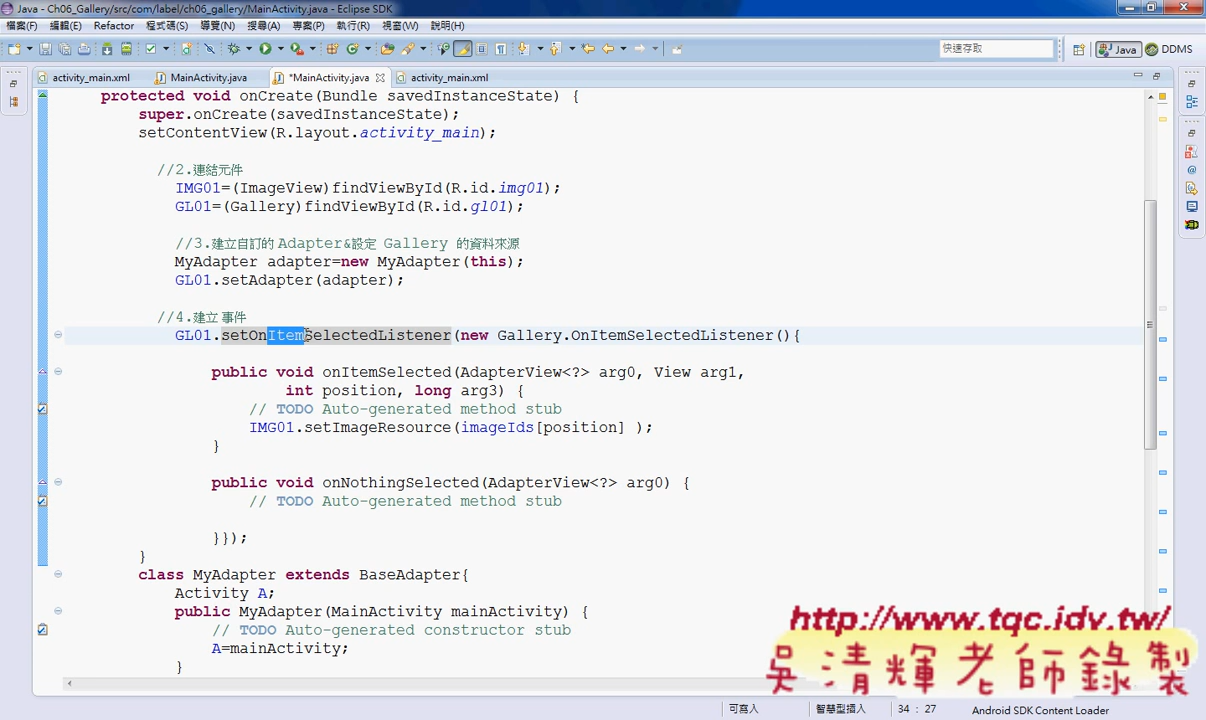 Java - Ch06_Gallery/src/com/label/ch06_gallery/MainActivity.java - Eclipse SDK
檔案(F) 編輯(E) Refactor 程式碼(S) 導覽(N) 搜尋(A) 專案(P) 執行(R) 視窗(W) 說明(H)
快速存取 Java DDMS
activity_main.xml MainActivity.java *MainActivity.java activity_main.xml
protected void onCreate(Bundle savedInstanceState) {
super.onCreate(savedInstanceState);
setContentView(R.layout.activity_main);
//2.連結元件
IMG01=(ImageView)findViewById(R.id.img01);
GL01=(Gallery)findViewById(R.id.gl01);
//3.建立自訂的 Adapter&設定 Gallery 的資料來源
MyAdapter adapter=new MyAdapter(this);
GL01.setAdapter(adapter);
//4.建立 事件
GL01.setOnItemSelectedListener(new Gallery.OnItemSelectedListener(){
public void onItemSelected(AdapterView<?> arg0, View arg1,
int position, long arg3) {
// TODO Auto-generated method stub
IMG01.setImageResource(imageIds[position] );
}
public void onNothingSelected(AdapterView<?> arg0) {
// TODO Auto-generated method stub
}});
}
class MyAdapter extends BaseAdapter{
Activity A;
public MyAdapter(MainActivity mainActivity) {
// TODO Auto-generated constructor stub
A=mainActivity;
}
http://www.tqc.idv.tw/
吳清輝老師錄製
可寫入 智慧型插入 34 : 27 Android SDK Content Loader